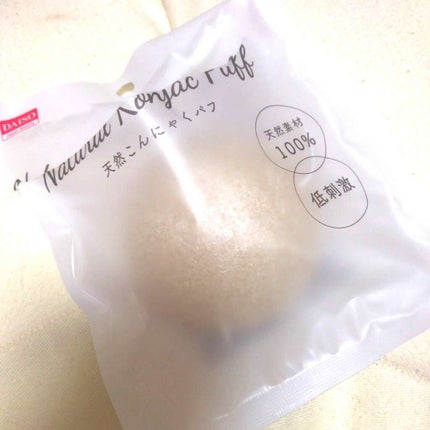 DAISO
Natural Konjac Puff
天然こんにゃくパフ
天然素材
100%
低刺激